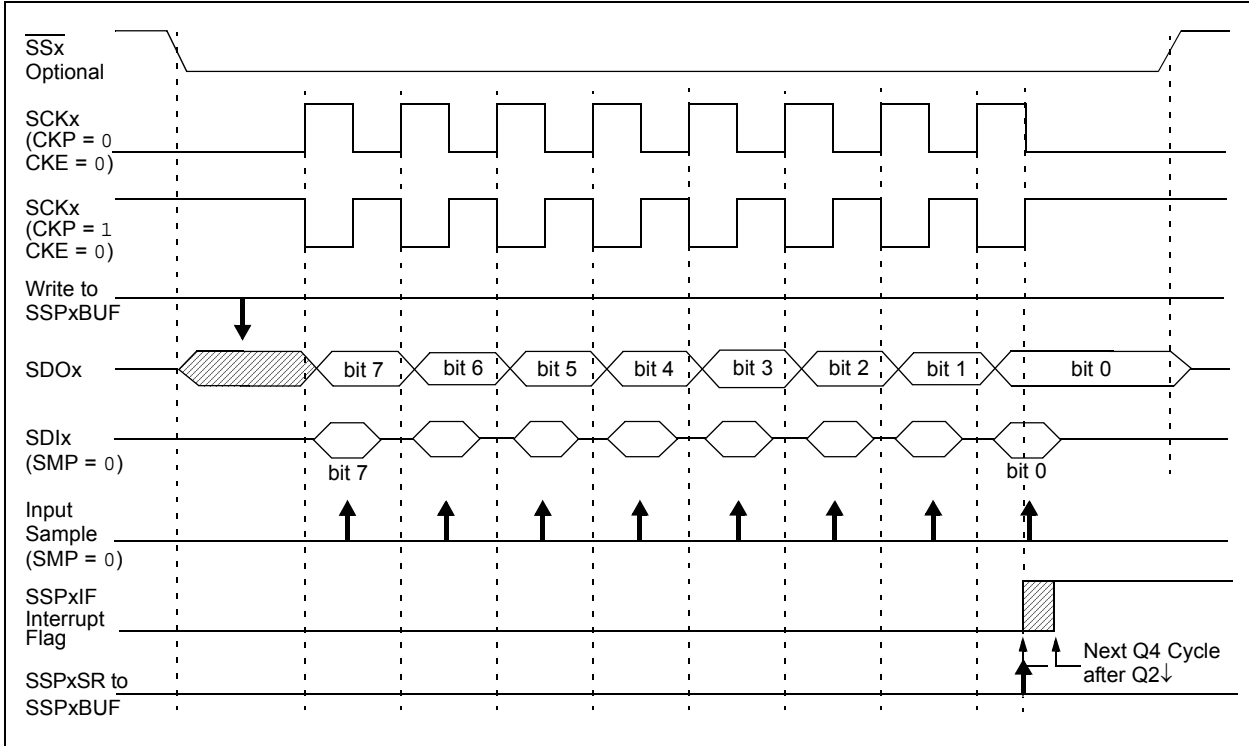 SSx
Optional
SCKx
(CKP = 0
CKE = 0)
SCKx
(CKP = 1
CKE = 0)
Write to
SSPxBUF
SDOx
bit 7
bit 6
bit 5
bit 4
bit 3
bit 2
bit 1
bit 0
SDIx
(SMP = 0)
bit 7
bit 0
Input
Sample
(SMP = 0)
SSPxIF
Interrupt
Flag
Next Q4 Cycle
after Q2↓
SSPxSR to
SSPxBUF